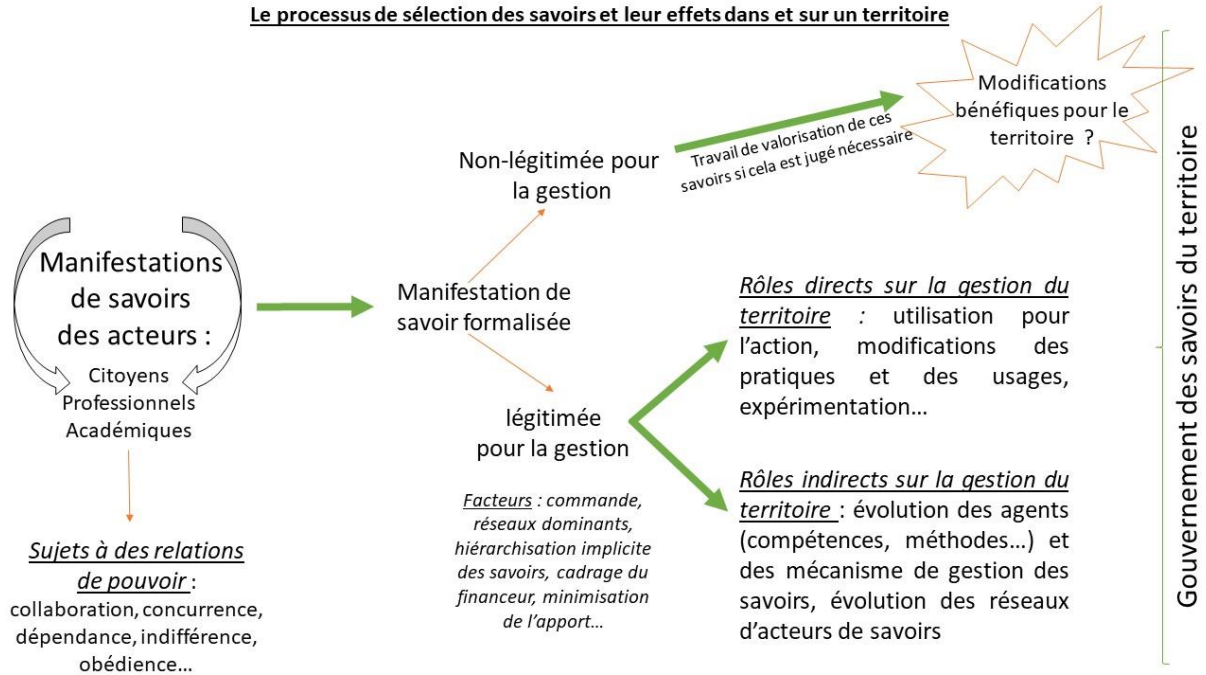 Le processus de sélection des savoirs et leur effets dans et sur un territoire
Manifestations
de savoirs
des acteurs :
Citoyens
Professionnels
Académiques
Sujets à des relations
de pouvoir :
collaboration, concurrence,
dépendance, indifférence,
obédience…
Manifestation de
savoir formalisée
Non-légitimée pour
la gestion
Travail de valorisation de ces
savoirs si cela est jugé nécessaire
Modifications
bénéfiques pour le
territoire ?
légitimée
pour la gestion
Facteurs : commande,
réseaux dominants,
hiérarchisation implicite
des savoirs, cadrage du
financeur, minimisation
de l'apport…
Rôles directs sur la gestion du
territoire : utilisation pour
l'action, modifications des
pratiques et des usages,
expérimentation…
Rôles indirects sur la gestion du
territoire : évolution des agents
(compétences, méthodes…) et
des mécanisme de gestion des
savoirs, évolution des réseaux
d'acteurs de savoirs
Gouvernement des savoirs du territoire